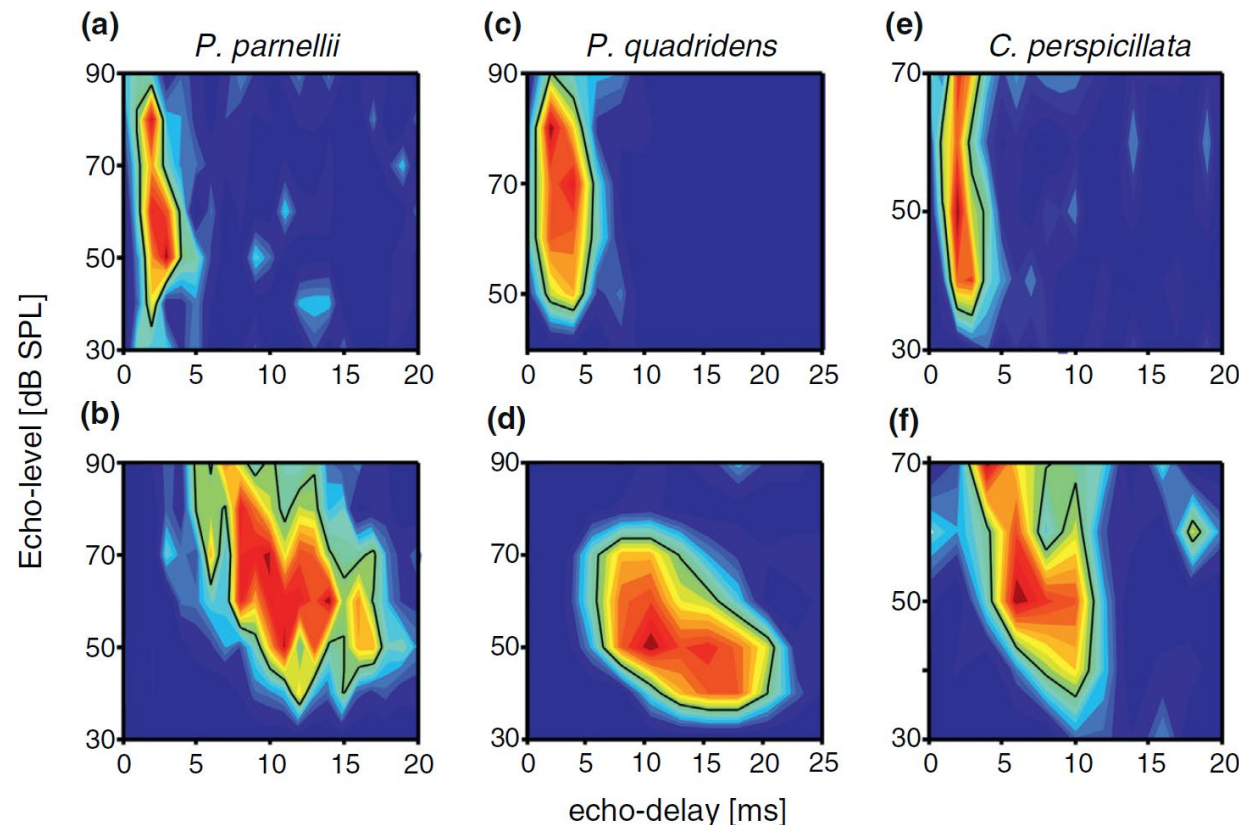 (a)
P. parnellii
(c)
P. quadridens
(e)
C. perspicillata
90
70
50
30
0 5 10 15 20
90
70
50
0 5 10 15 20 25
70
50
30
0 5 10 15 20
Echo-level [dB SPL]
(b)
90
70
50
30
0 5 10 15 20
(d)
90
70
50
30
0 5 10 15 20 25
(f)
70
50
30
0 5 10 15 20
echo-delay [ms]